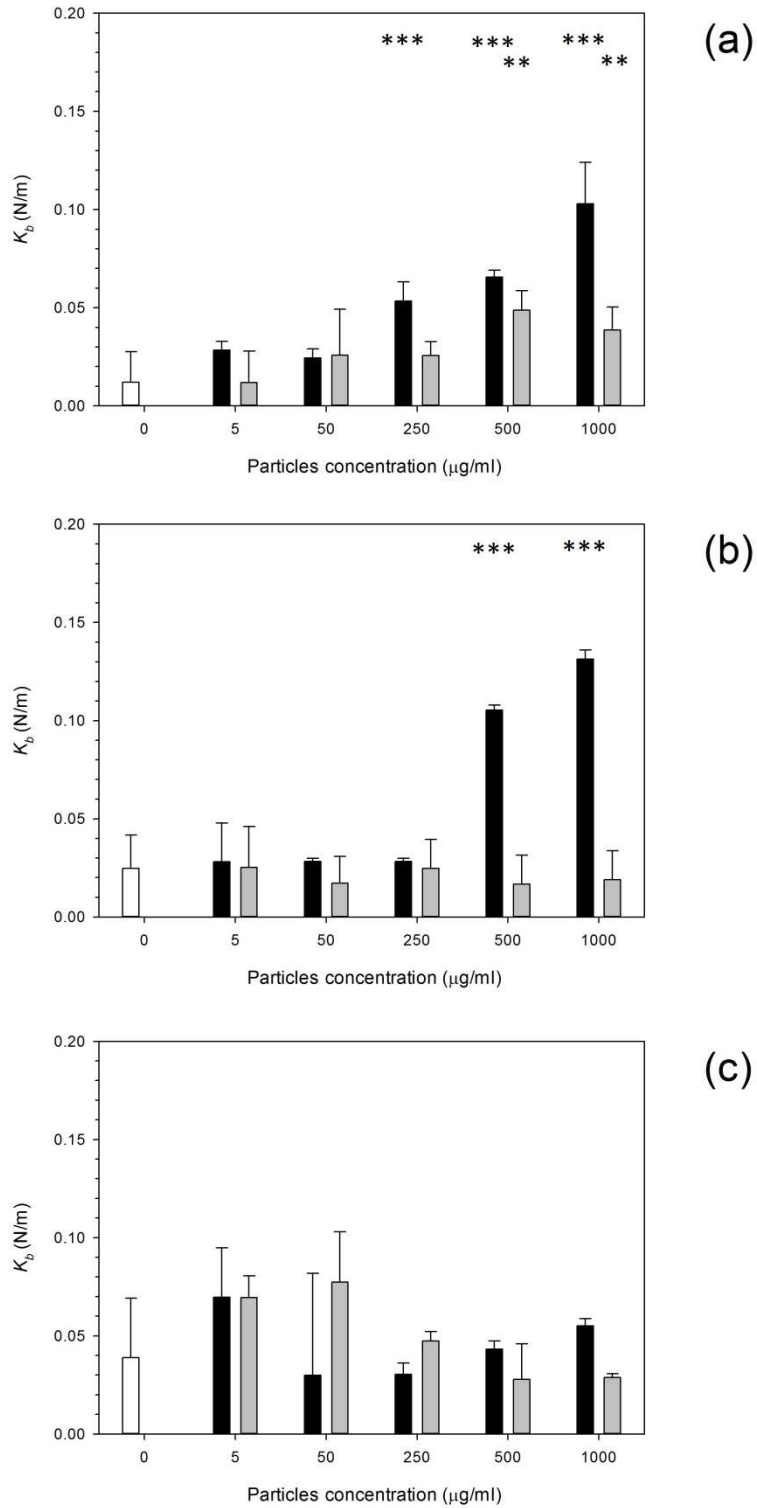 0.20
*** *** ***
** **
(a)
0.15
0.10
K_b (N/m)
0.05
0.00
0 5 50 250 500 1000
Particles concentration (μg/ml)
0.20
*** ***
(b)
0.15
0.10
K_b (N/m)
0.05
0.00
0 5 50 250 500 1000
Particles concentration (μg/ml)
0.20
(c)
0.15
0.10
K_b (N/m)
0.05
0.00
0 5 50 250 500 1000
Particles concentration (μg/ml)